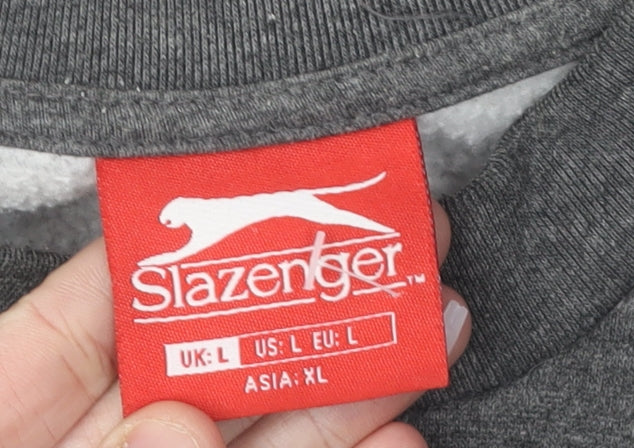 Slazenger™
UK: L US: L EU: L
ASIA: XL